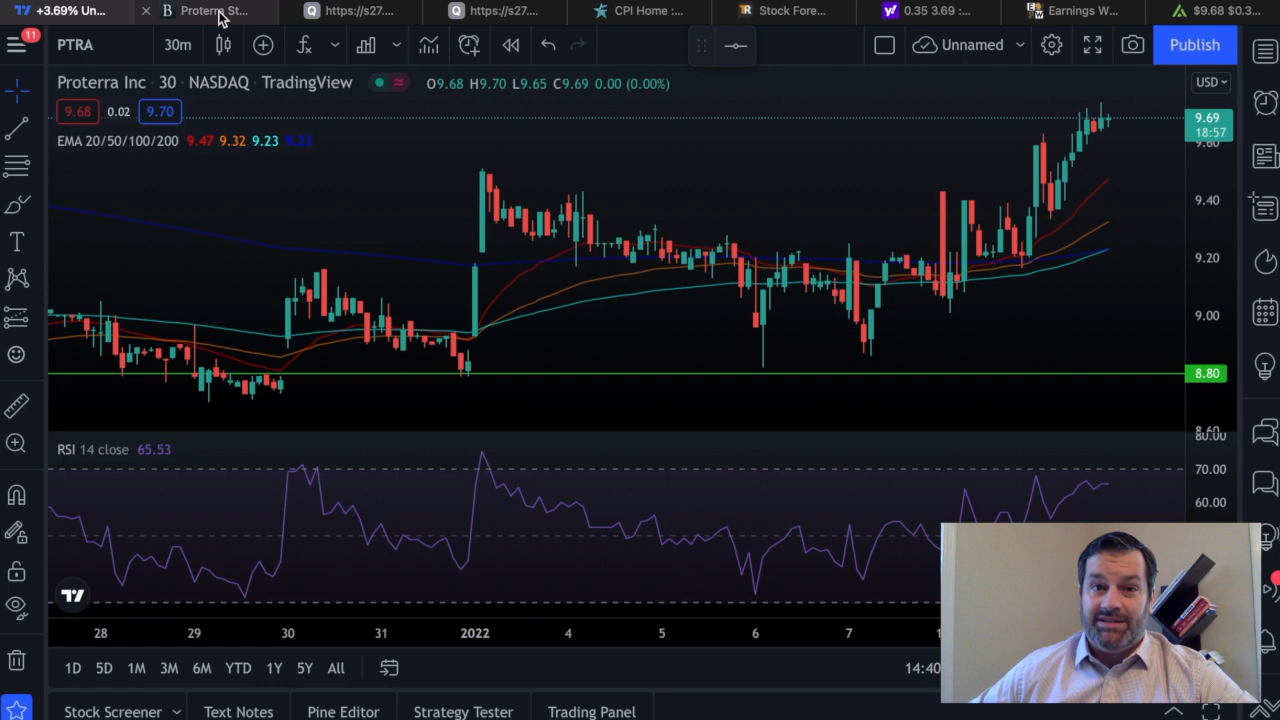 +3.69% Un...
Proterra St...
https://s27....
https://s27....
CPI Home :...
Stock Fore...
0.35 3.69 :...
Earnings W...
$9.68 $0.3...
11
PTRA
30m
Unnamed
Publish
Proterra Inc · 30 · NASDAQ · TradingView
O9.68 H9.70 L9.65 C9.69 0.00 (0.00%)
USD
9.68 0.02 9.70
9.69
18:57
EMA 20/50/100/200 9.47 9.32 9.23 9.23
9.60
9.40
9.20
9.00
8.80
8.60
80.00
RSI 14 close 65.53
70.00
60.00
28 29 30 31 2022 4 5 6 7
1D 5D 1M 3M 6M YTD 1Y 5Y All
14:40
Stock Screener Text Notes Pine Editor Strategy Tester Trading Panel